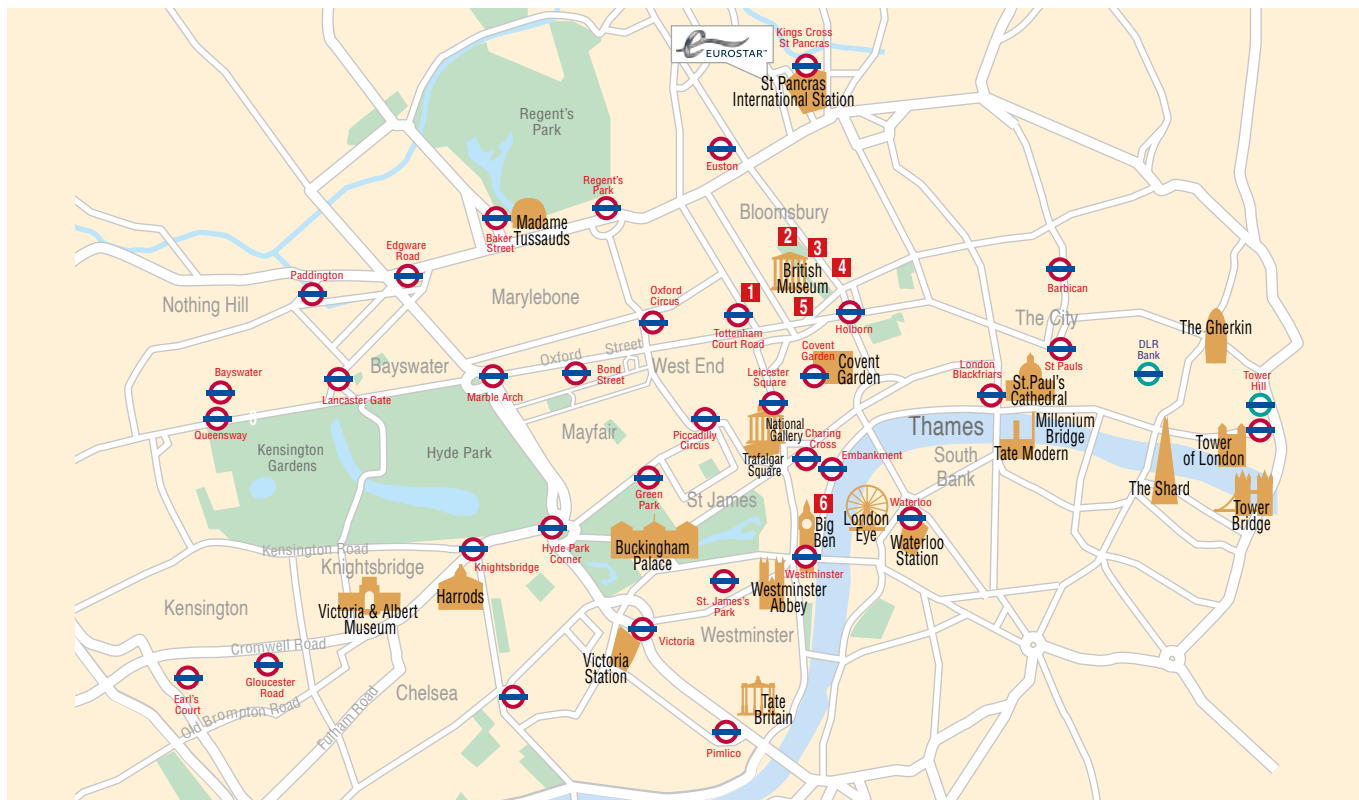 Kings Cross
St Pancras
EUROSTAR™
St Pancras
International Station
Regent's
Park
Euston
Regent's
Park
Bloomsbury
Madame
Tussauds
Baker
Street
2
3
4
British
Museum
Edgware
Road
Paddington
Nothing Hill
Marylebone
Oxford
Circus
1
5
Tottenham
Court Road
Holborn
Barbican
The City
The Gherkin
Oxford Street
West End
Covent
Garden
Covent
Garden
St Pauls
DLR
Bank
Tower
Hill
Bayswater
Bayswater
Lancaster Gate
Marble Arch
Bond
Street
Leicester
Square
London
Blackfriars
St.Paul's
Cathedral
Queensway
Kensington
Gardens
Hyde Park
Mayfair
Piccadilly
Circus
National
Gallery
Trafalgar
Square
Charing
Cross
Embankment
Thames
South
Bank
Millenium
Bridge
Tate Modern
Tower
of London
The Shard
Tower
Bridge
Green
Park
St James
6
Big
Ben
London
Eye
Waterloo
Waterloo
Station
Hyde Park
Corner
Buckingham
Palace
Kensington Road
Knightsbridge
Knightsbridge
Harrods
Victoria & Albert
Museum
Kensington
Westminster
Westminster
Abbey
St. James's
Park
Westminster
Victoria
Victoria
Station
Cromwell Road
Gloucester
Road
Earl's
Court
Old Brompton Road
Fulham Road
Chelsea
Tate
Britain
Pimlico